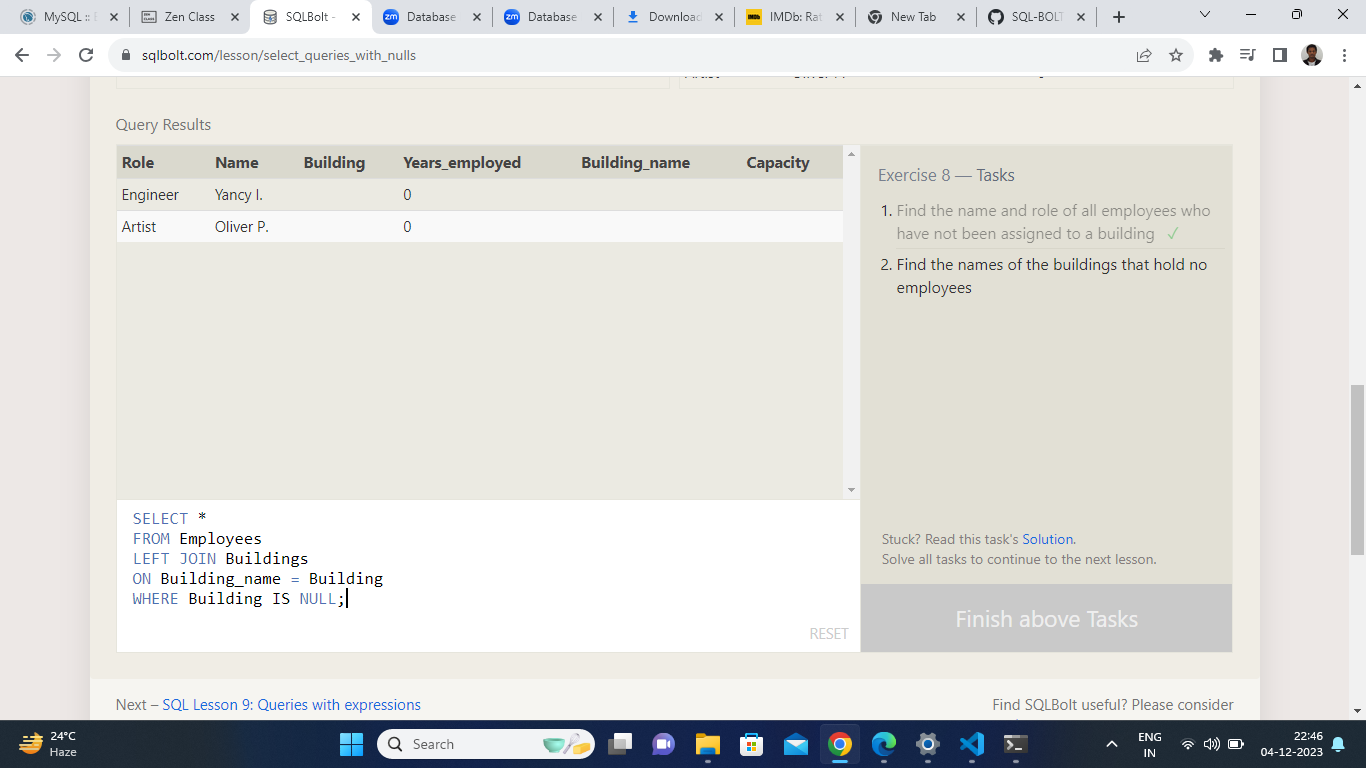 MySQL ::
Zen Class
SQLBolt -
Database
Database
Download
IMDb: Rat
New Tab
SQL-BOLT
sqlbolt.com/lesson/select_queries_with_nulls
Query Results
Role Name Building Years_employed Building_name Capacity
Engineer Yancy I. 0
Artist Oliver P. 0
Exercise 8 — Tasks
1. Find the name and role of all employees who
have not been assigned to a building ✓
2. Find the names of the buildings that hold no
employees
SELECT *
FROM Employees
LEFT JOIN Buildings
ON Building_name = Building
WHERE Building IS NULL;
RESET
Stuck? Read this task's Solution.
Solve all tasks to continue to the next lesson.
Finish above Tasks
Next – SQL Lesson 9: Queries with expressions
Find SQLBolt useful? Please consider
24°C
Haze
Search
ENG
IN
22:46
04-12-2023